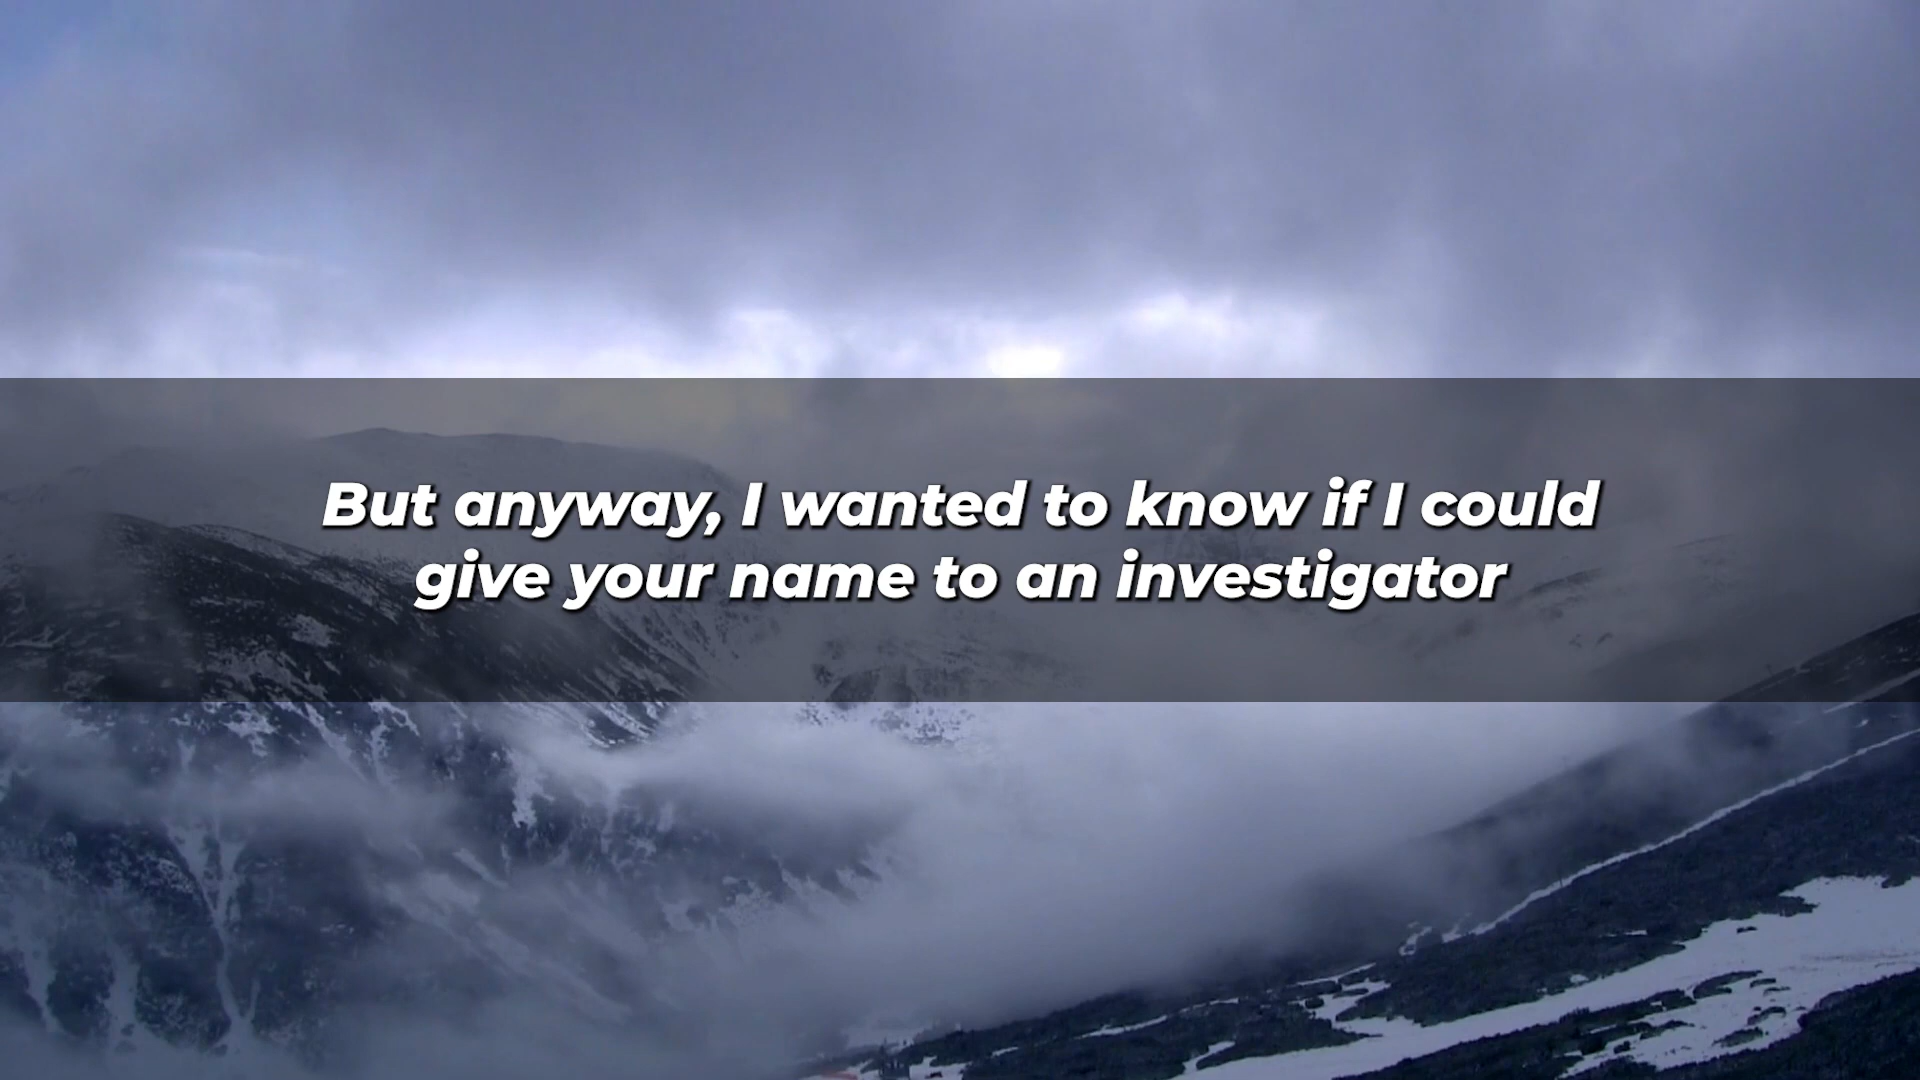 But anyway, I wanted to know if I could
give your name to an investigator